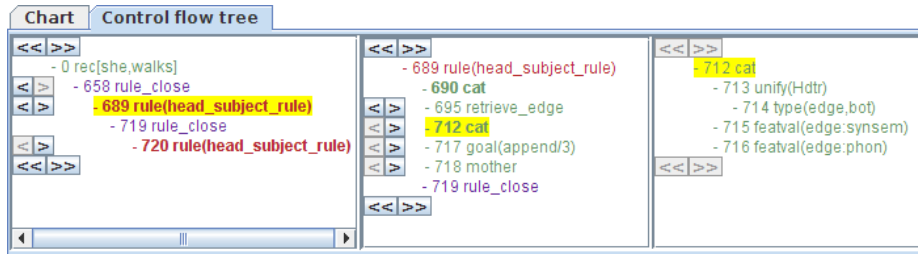 Chart Control flow tree
<< >>
- 0 rec[she,walks]
< > - 658 rule_close
- 689 rule(head_subject_rule)
< > - 719 rule_close
< > - 720 rule(head_subject_rule)
<< >>
<< >>
- 689 rule(head_subject_rule)
- 690 cat
< > - 695 retrieve_edge
< > - 712 cat
< > - 717 goal(append/3)
< > - 718 mother
- 719 rule_close
<< >>
<< >>
- 712 cat
- 713 unify(Hdtr)
- 714 type(edge,bot)
- 715 featval(edge:synsem)
- 716 featval(edge:phon)
<< >>